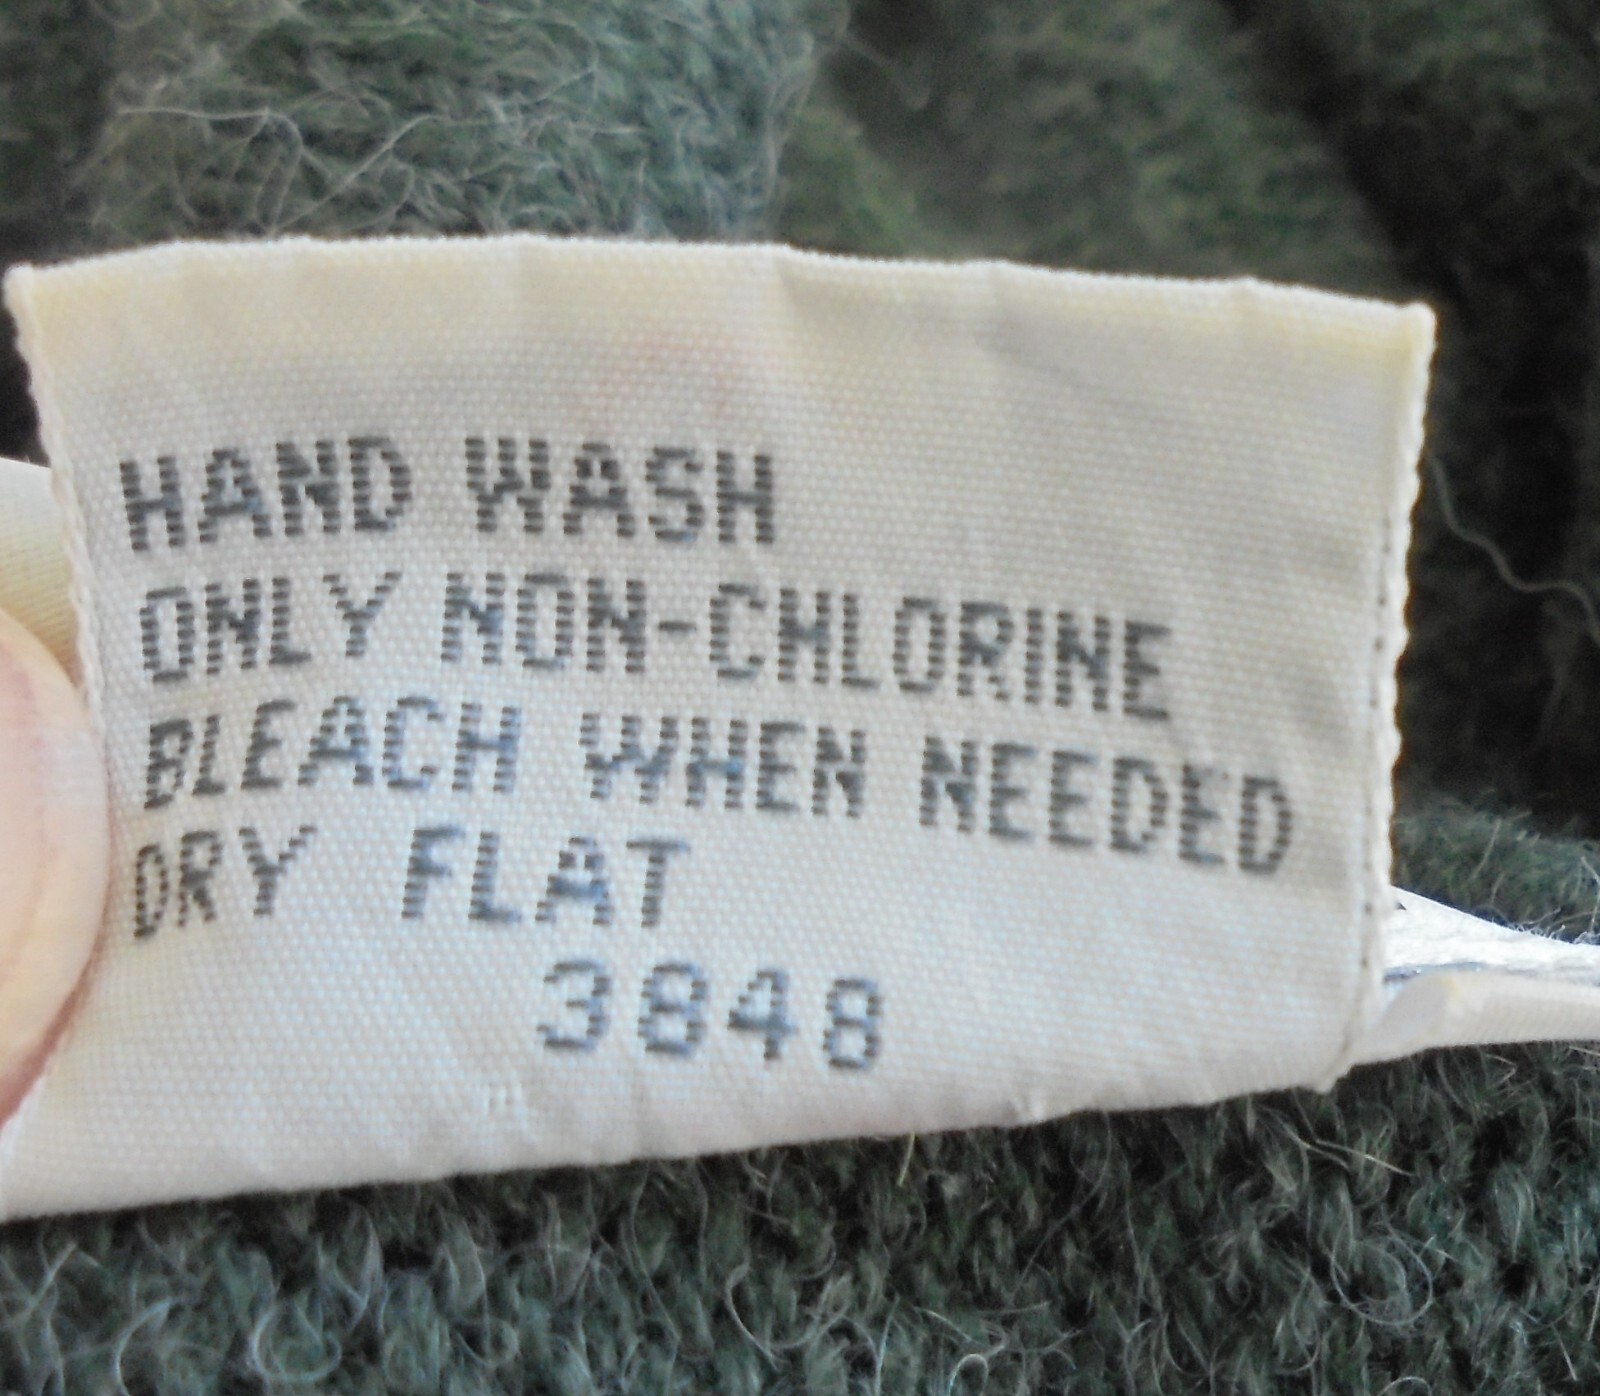 HAND WASH
ONLY NON-CHLORINE
BLEACH WHEN NEEDED
DRY FLAT
3848